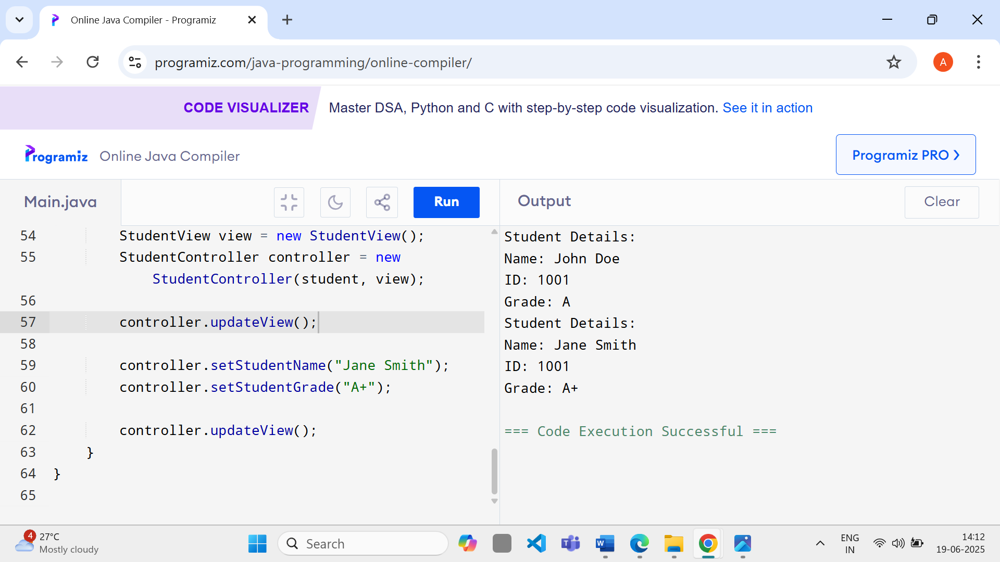 Online Java Compiler - Programiz
programiz.com/java-programming/online-compiler/
A
CODE VISUALIZER Master DSA, Python and C with step-by-step code visualization. See it in action
Programiz Online Java Compiler
Programiz PRO ❯
Main.java
Run
Output
Clear
54 StudentView view = new StudentView();
55 StudentController controller = new
StudentController(student, view);
56
57 controller.updateView();
58
59 controller.setStudentName("Jane Smith");
60 controller.setStudentGrade("A+");
61
62 controller.updateView();
63 }
64 }
65
Student Details:
Name: John Doe
ID: 1001
Grade: A
Student Details:
Name: Jane Smith
ID: 1001
Grade: A+
=== Code Execution Successful ===
4
27°C
Mostly cloudy
Search
T
W
ENG
IN
14:12
19-06-2025